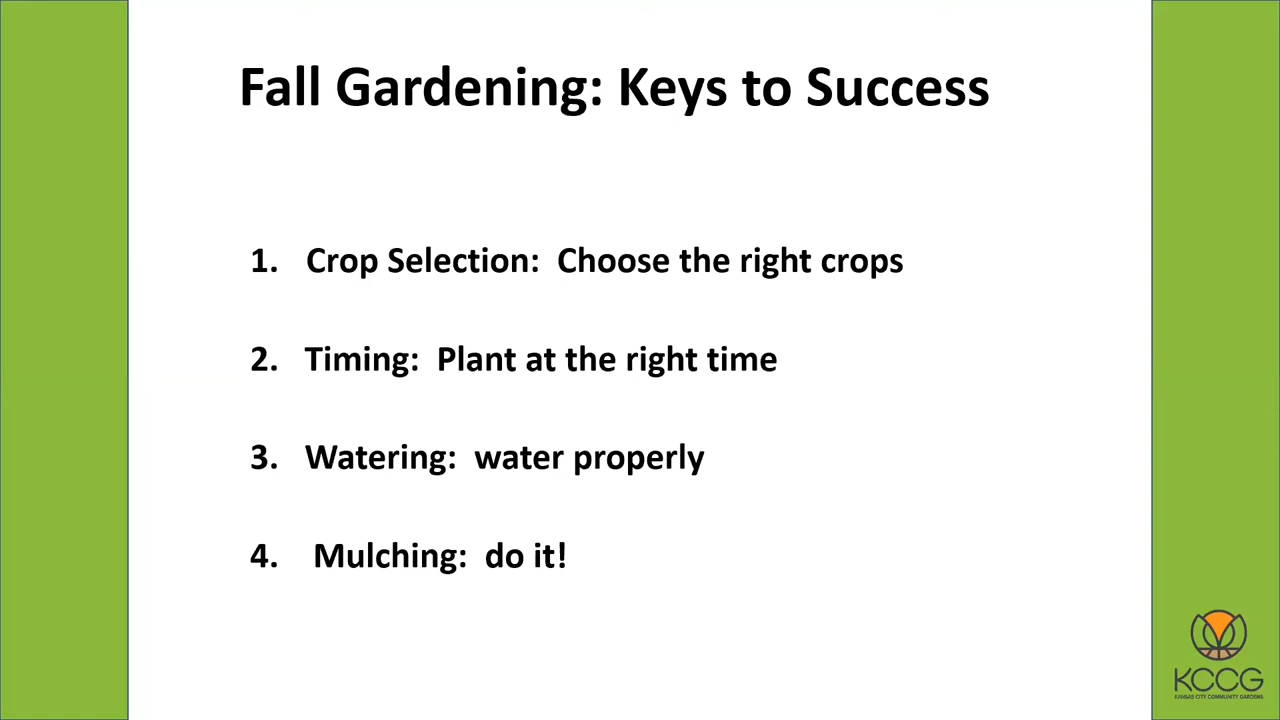 Fall Gardening: Keys to Success
1. Crop Selection: Choose the right crops
2. Timing: Plant at the right time
3. Watering: water properly
4. Mulching: do it!
KCCG
KANSAS CITY COMMUNITY GARDENS